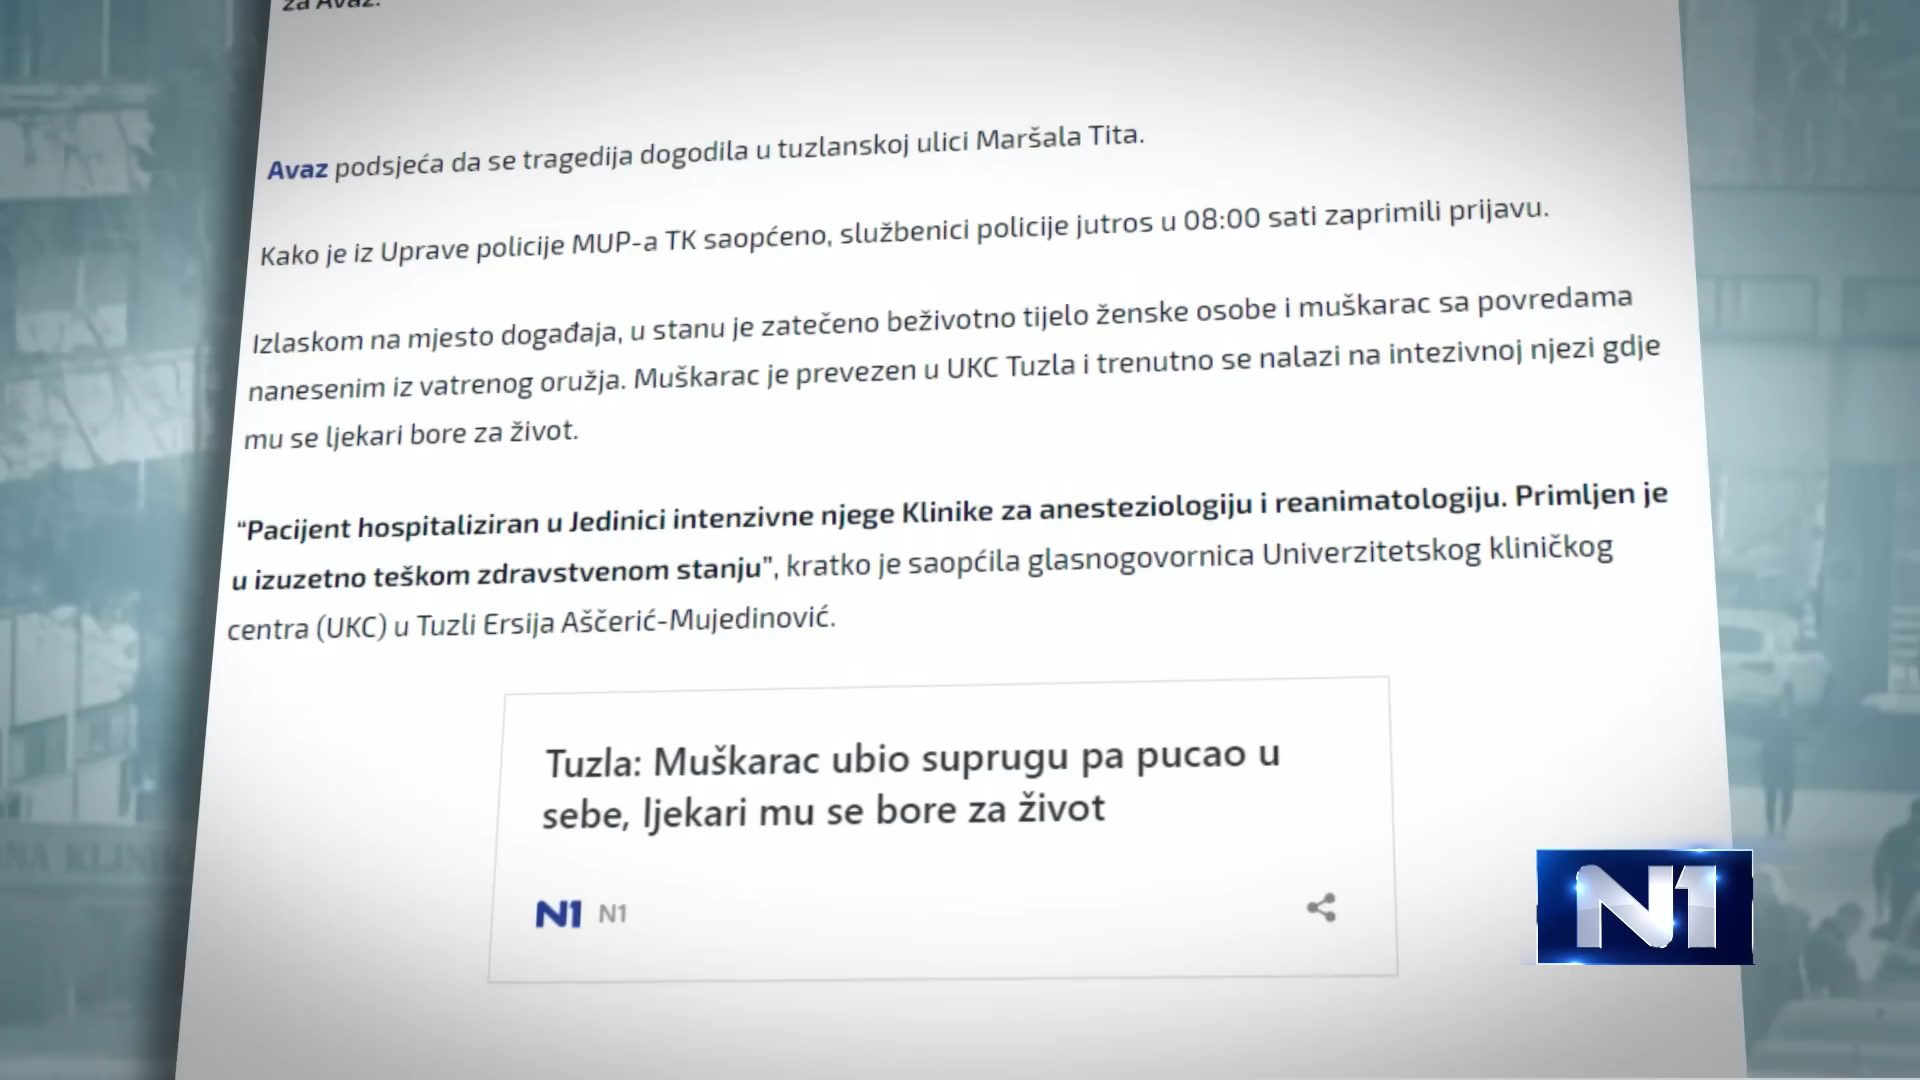 za Avaz.
Avaz podsjeća da se tragedija dogodila u tuzlanskoj ulici Maršala Tita.
Kako je iz Uprave policije MUP-a TK saopćeno, službenici policije jutros u 08:00 sati zaprimili prijavu.
Izlaskom na mjesto događaja, u stanu je zatečeno beživotno tijelo ženske osobe i muškarac sa povredama
nanesenim iz vatrenog oružja. Muškarac je prevezen u UKC Tuzla i trenutno se nalazi na intezivnoj njezi gdje
mu se ljekari bore za život.
“Pacijent hospitaliziran u Jedinici intenzivne njege Klinike za anesteziologiju i reanimatologiju. Primljen je
u izuzetno teškom zdravstvenom stanju”, kratko je saopćila glasnogovornica Univerzitetskog kliničkog
centra (UKC) u Tuzli Ersija Aščerić-Mujedinović.
Tuzla: Muškarac ubio suprugu pa pucao u
sebe, ljekari mu se bore za život
N1 N1
N1